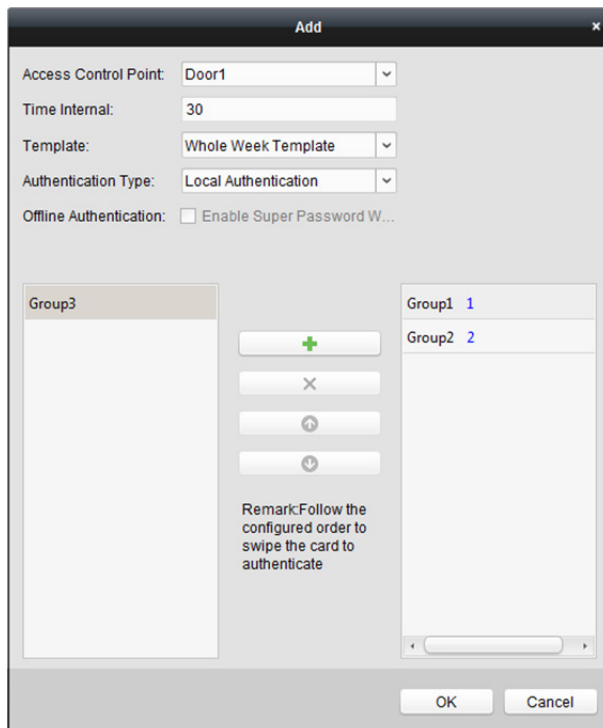 Add
Access Control Point: Door1
Time Internal: 30
Template: Whole Week Template
Authentication Type: Local Authentication
Offline Authentication: Enable Super Password W...
Group3
Group1 1
Group2 2
Remark:Follow the
configured order to
swipe the card to
authenticate
OK Cancel